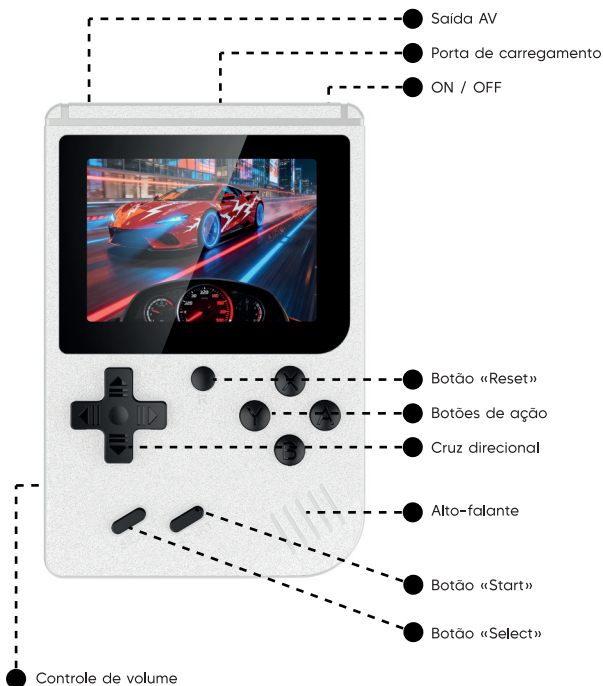 Saída AV
Porta de carregamento
ON / OFF
R
X
Y
A
B
Botão «Reset»
Botões de ação
Cruz direcional
Alto-falante
Botão «Start»
Botão «Select»
Controle de volume